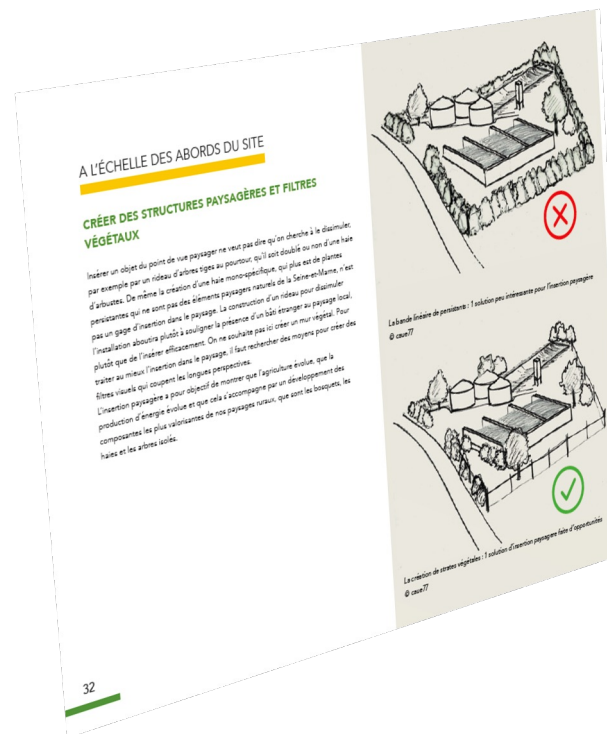 A L'ÉCHELLE DES ABORDS DU SITE
CRÉER DES STRUCTURES PAYSAGÈRES ET FILTRES
VÉGÉTAUX
Insérer un objet du point de vue paysager ne veut pas dire qu'on cherche à le dissimuler,
par exemple par un rideau d'arbres tiges au pourtour, qu'il soit doublé ou non d'une haie
d'arbustes. De même la création d'une haie mono-spécifique, qui plus est de plantes
persistantes qui ne sont pas des éléments paysagers naturels de la Seine-et-Marne, n'est
pas un gage d'insertion dans le paysage. La construction d'un rideau pour dissimuler
l'installation aboutira plutôt à souligner la présence d'un bâti étranger au paysage local,
plutôt que de l'insérer efficacement. On ne souhaite pas ici créer un mur végétal. Pour
traiter au mieux l'insertion dans le paysage, il faut rechercher des moyens pour créer des
filtres visuels qui coupent les longues perspectives.
L'insertion paysagère a pour objectif de montrer que l'agriculture évolue, que la
production d'énergie évolue et que cela s'accompagne par un développement des
composantes les plus valorisantes de nos paysages ruraux, que sont les bosquets, les
haies et les arbres isolés.
32
La bande linéaire de persistants : 1 solution peu intéressante pour l'insertion paysagère
© caue77
La création de strates végétales : 1 solution d'insertion paysagere faite d'opportunités
© caue77